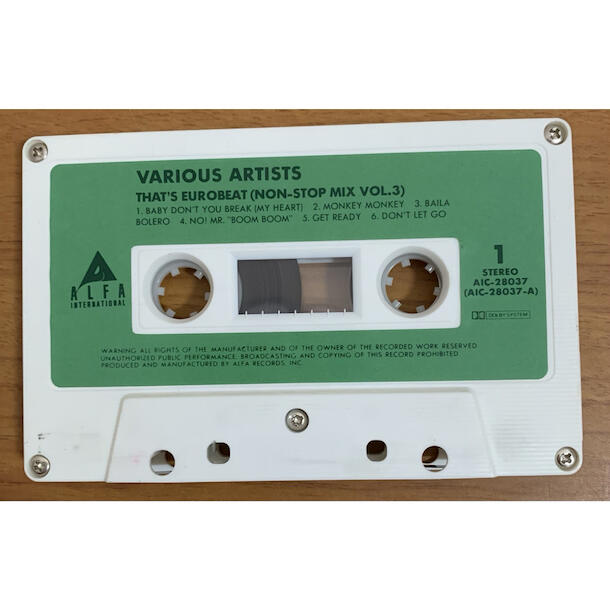 VARIOUS ARTISTS
THAT'S EUROBEAT (NON-STOP MIX VOL.3)
1. BABY DON'T YOU BREAK (MY HEART) 2. MONKEY MONKEY 3. BAILA
BOLERO 4. NO! MR. "BOOM BOOM" 5. GET READY 6. DON'T LET GO
ALFA
INTERNATIONAL
1
STEREO
AIC-28037
(AIC-28037-A)
DOLBY SYSTEM
WARNING ALL RIGHTS OF THE MANUFACTURER AND OF THE OWNER OF THE RECORDED WORK RESERVED
UNAUTHORIZED PUBLIC PERFORMANCE, BROADCASTING AND COPYING OF THIS RECORD PROHIBITED
PRODUCED AND MANUFACTURED BY ALFA RECORDS, INC.